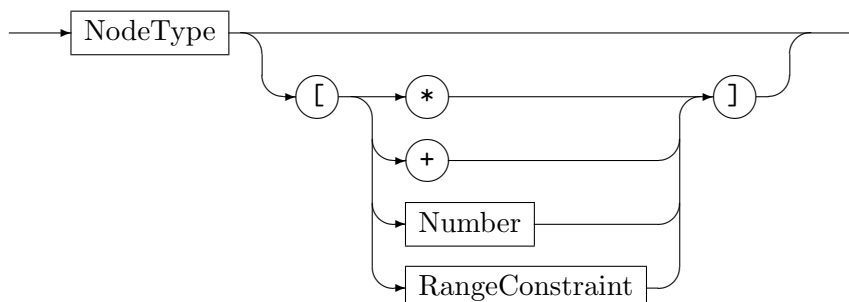 NodeType
[ * ]
+
Number
RangeConstraint